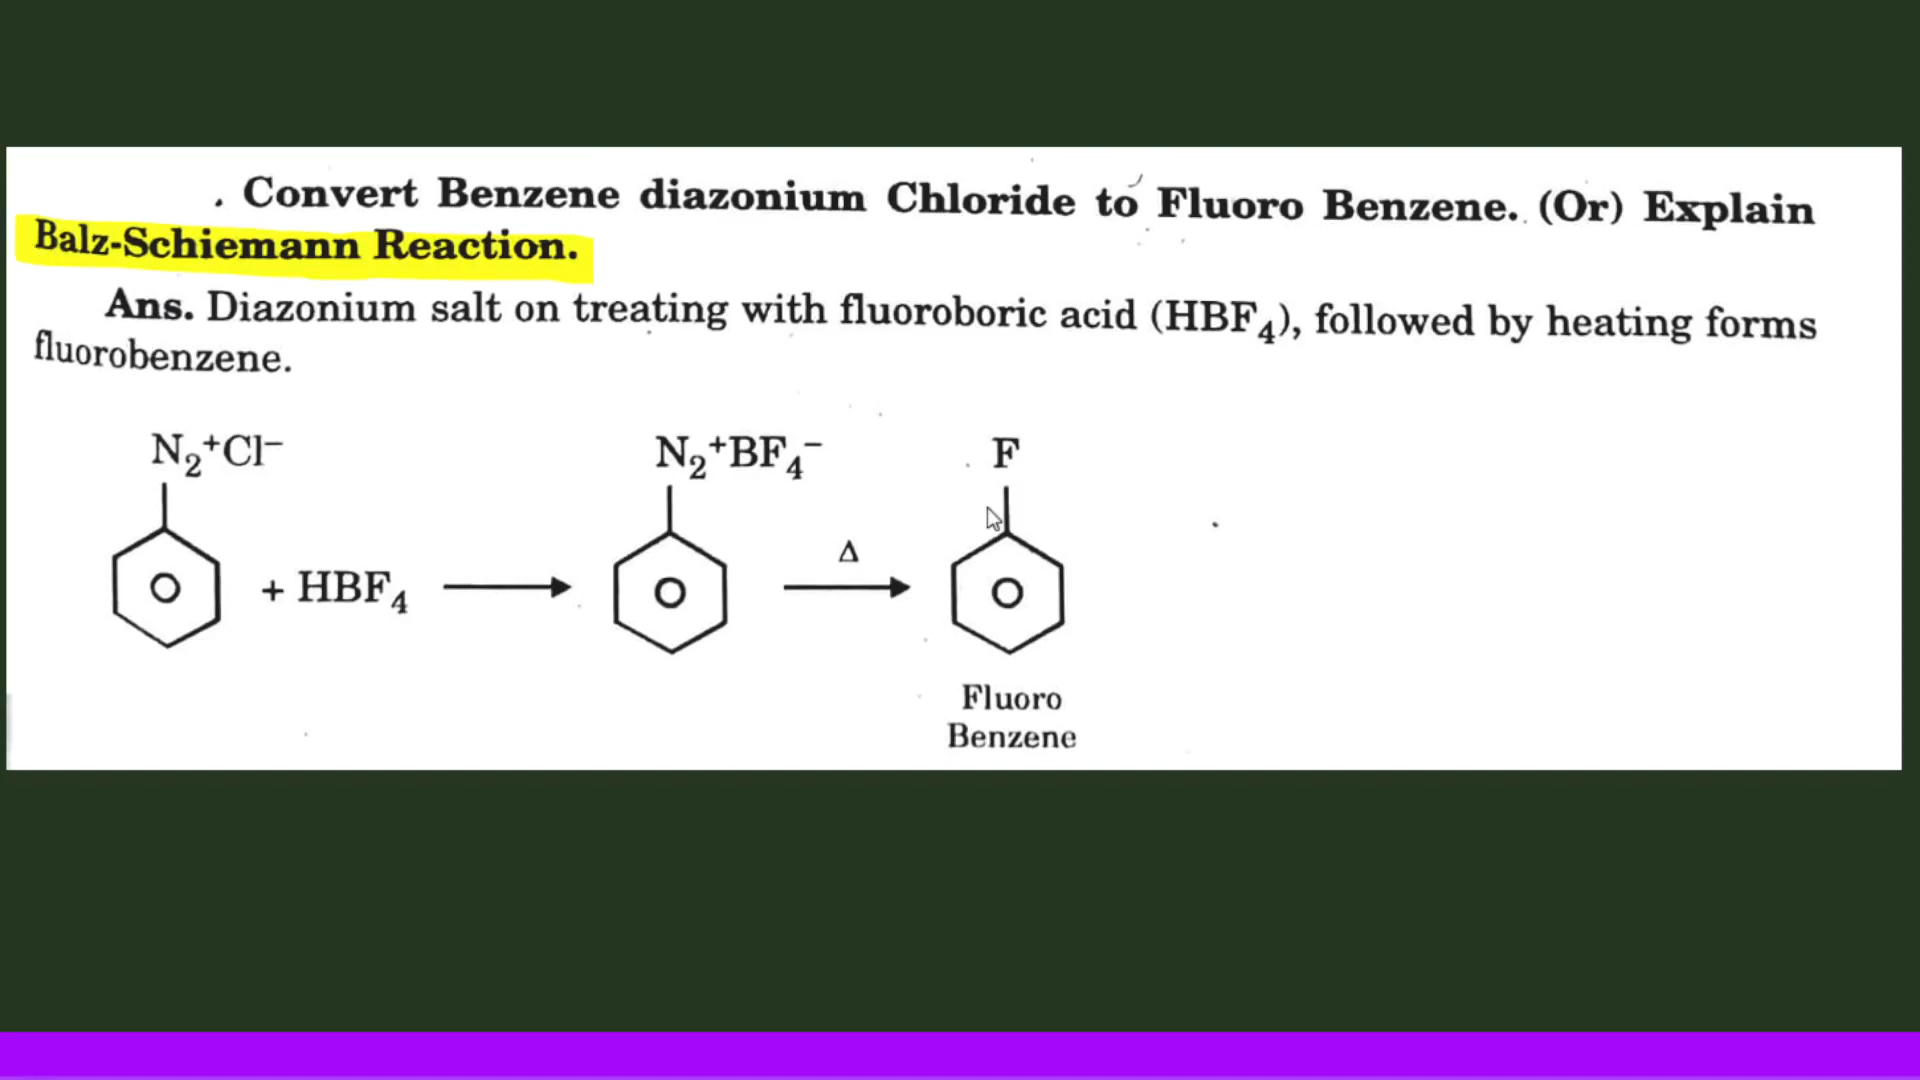 . Convert Benzene diazonium Chloride to Fluoro Benzene. (Or) Explain
Balz-Schiemann Reaction.
Ans. Diazonium salt on treating with fluoroboric acid (HBF₄), followed by heating forms
fluorobenzene.
N₂⁺Cl⁻ N₂⁺BF₄⁻ F
+ HBF₄ Δ
Fluoro
Benzene